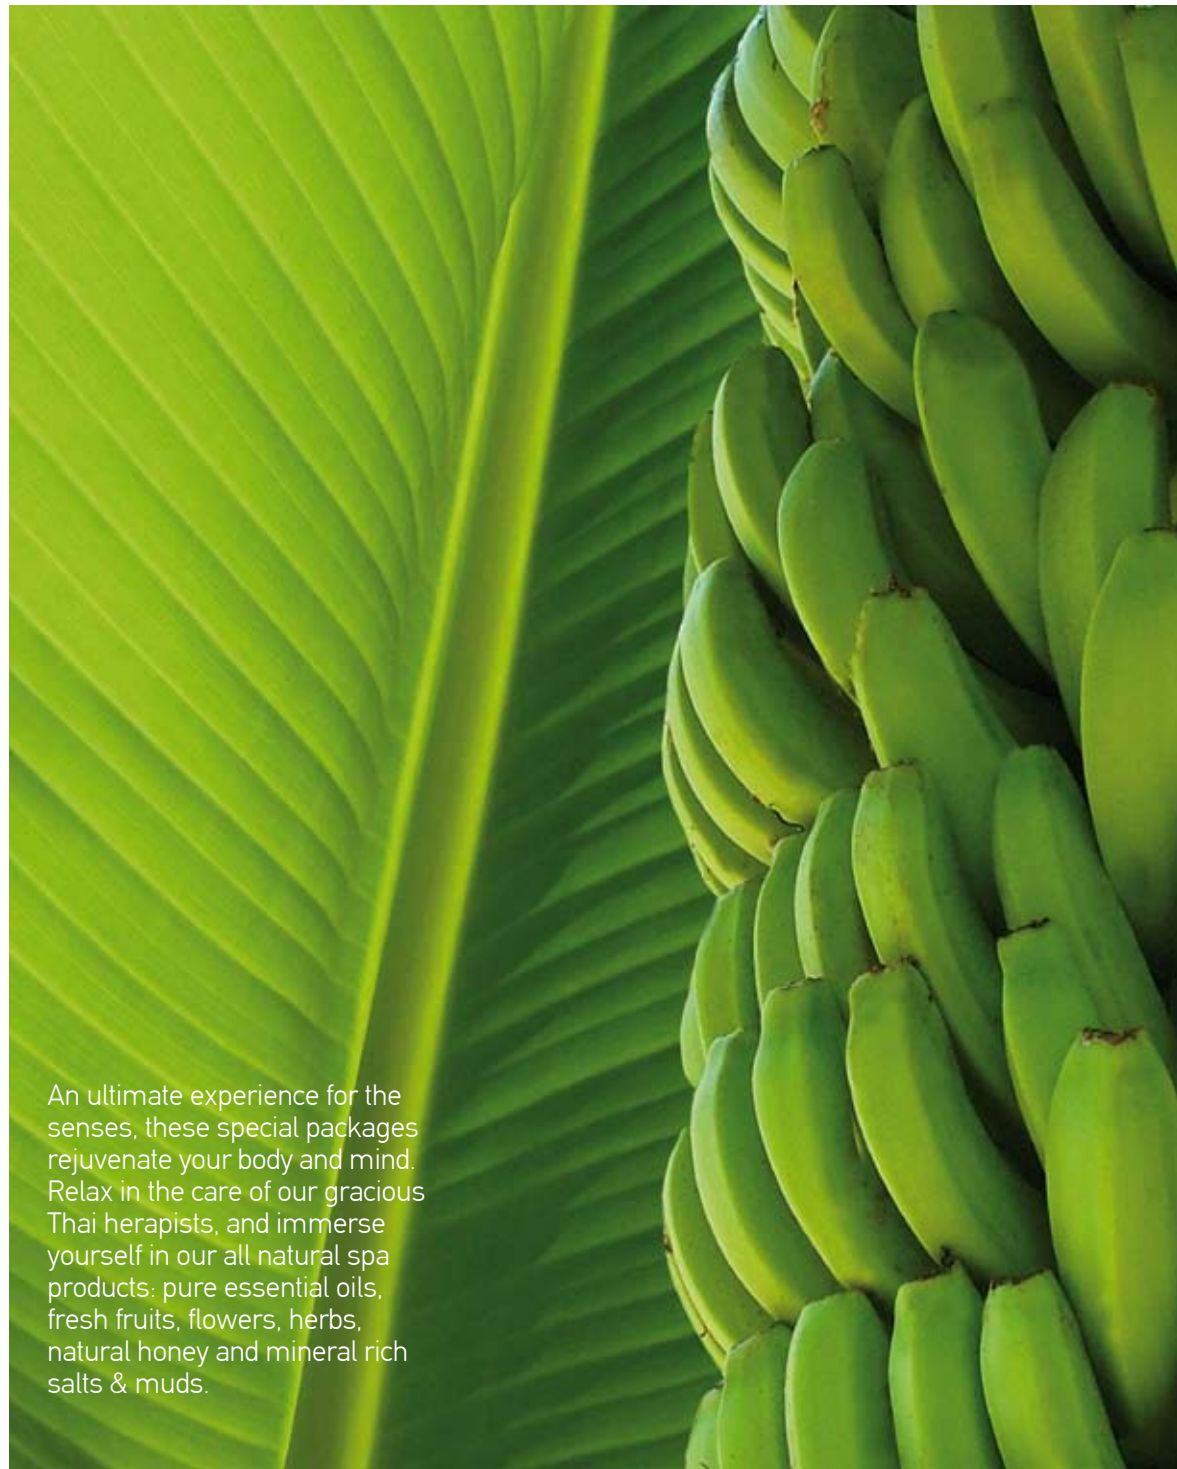 An ultimate experience for the
senses, these special packages
rejuvenate your body and mind.
Relax in the care of our gracious
Thai herapists, and immerse
yourself in our all natural spa
products: pure essential oils,
fresh fruits, flowers, herbs,
natural honey and mineral rich
salts & muds.